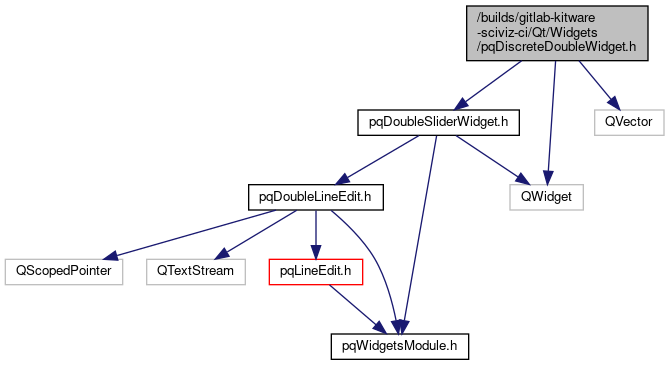 /builds/gitlab-kitware
-sciviz-ci/Qt/Widgets
/pqDiscreteDoubleWidget.h
pqDoubleSliderWidget.h
QVector
pqDoubleLineEdit.h
QWidget
QScopedPointer
QTextStream
pqLineEdit.h
pqWidgetsModule.h